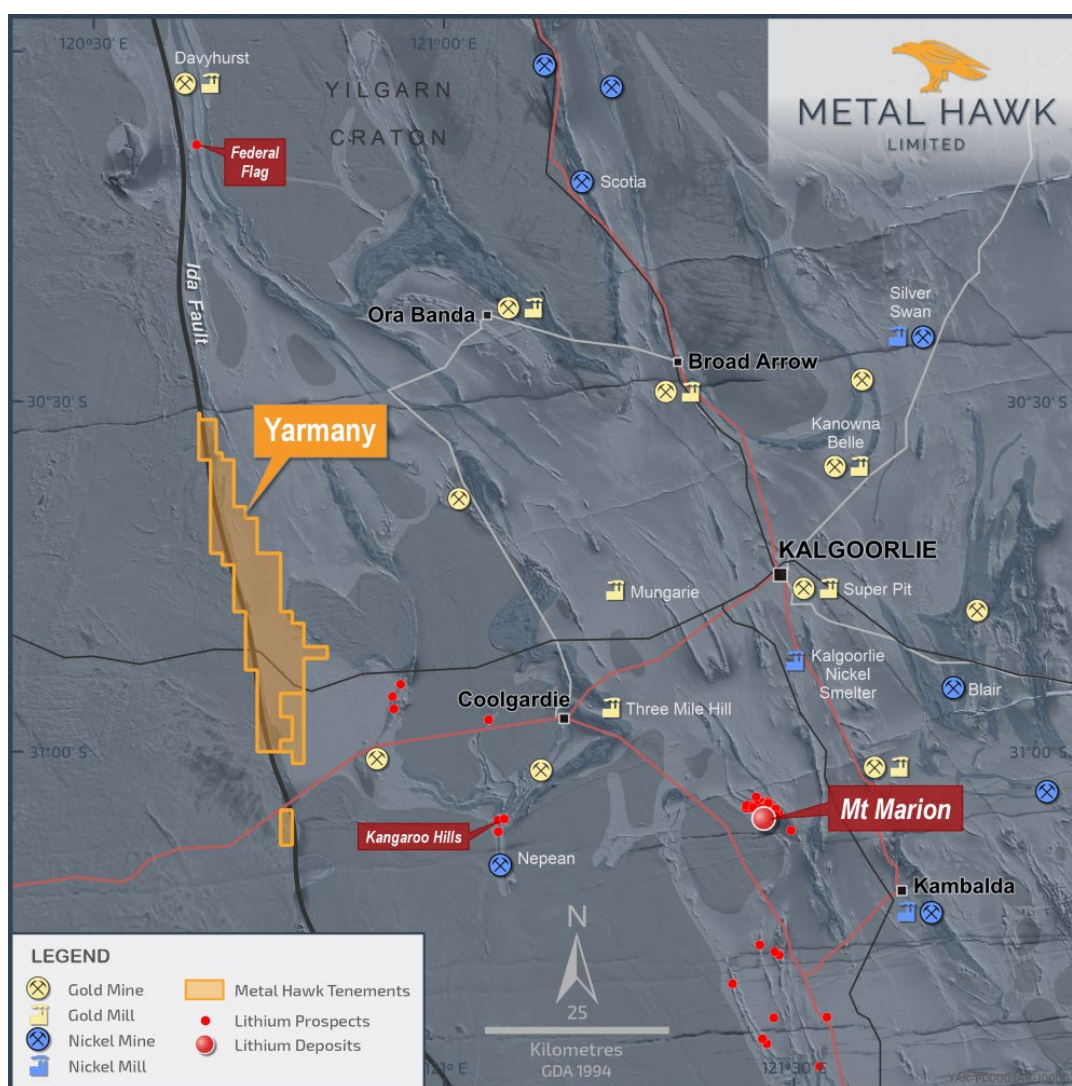 120°30' E
121°00' E
Davyhurst
YILGARN
CRATON
METAL HAWK
LIMITED
Federal
Flag
Scotia
Ida Fault
Silver
Swan
Ora Banda
Broad Arrow
30°30' S
30°30' S
Yarmany
Kanowna
Belle
KALGOORLIE
Mungarie
Super Pit
Kalgoorlie
Nickel
Smelter
Blair
Coolgardie
Three Mile Hill
31°00' S
31°00' S
Mt Marion
Kangaroo Hills
Nepean
Kambalda
N
25
Kilometres
GDA 1994
LEGEND
Gold Mine
Gold Mill
Nickel Mine
Nickel Mill
Metal Hawk Tenements
Lithium Prospects
Lithium Deposits
121°30' E